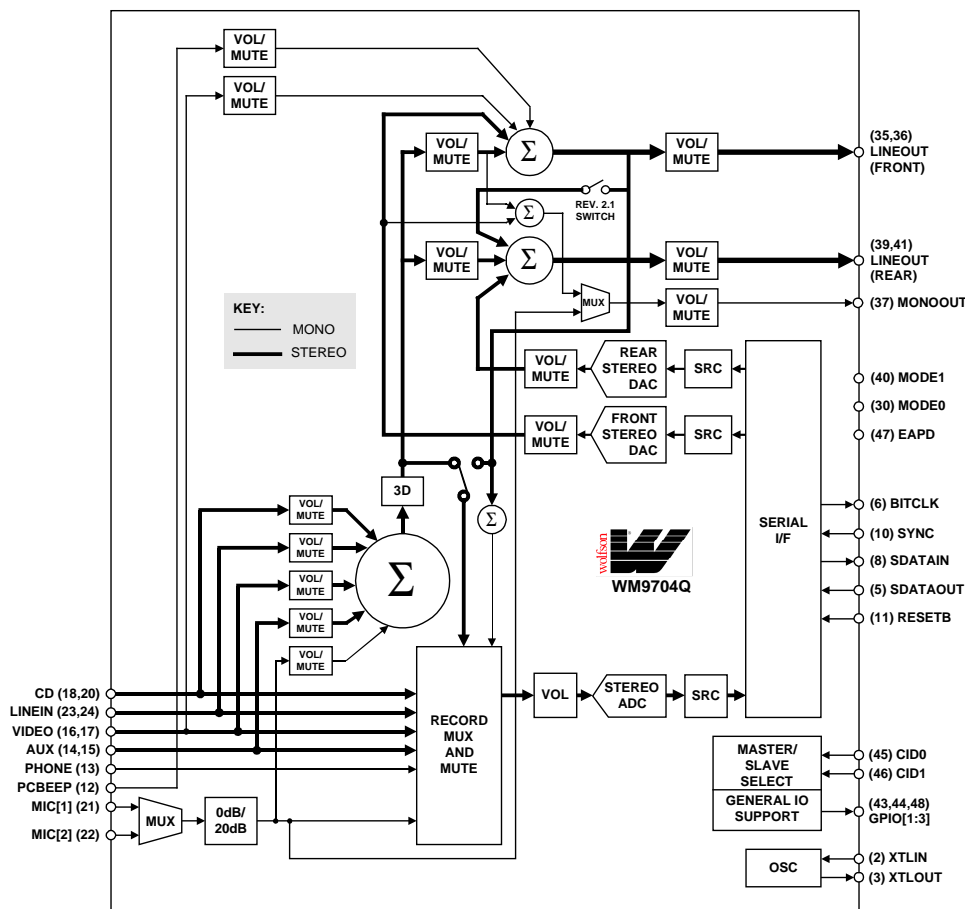 VOL/
MUTE
VOL/
MUTE
VOL/
MUTE
Σ
VOL/
MUTE
(35,36)
LINEOUT
(FRONT)
REV. 2.1
SWITCH
Σ
VOL/
MUTE
Σ
VOL/
MUTE
(39,41)
LINEOUT
(REAR)
MUX
VOL/
MUTE
(37) MONOOUT
KEY:
MONO
STEREO
VOL/
MUTE
REAR
STEREO
DAC
SRC
(40) MODE1
(30) MODE0
VOL/
MUTE
FRONT
STEREO
DAC
SRC
(47) EAPD
3D
VOL/
MUTE
VOL/
MUTE
VOL/
MUTE
VOL/
MUTE
VOL/
MUTE
Σ
Σ
wolfson
®
WM9704Q
SERIAL
I/F
(6) BITCLK
(10) SYNC
(8) SDATAIN
(5) SDATAOUT
(11) RESETB
CD (18,20)
LINEIN (23,24)
VIDEO (16,17)
AUX (14,15)
PHONE (13)
PCBEEP (12)
MIC[1] (21)
MIC[2] (22)
MUX
0dB/
20dB
RECORD
MUX
AND
MUTE
VOL
STEREO
ADC
SRC
MASTER/
SLAVE
SELECT
(45) CID0
(46) CID1
GENERAL IO
SUPPORT
(43,44,48)
GPIO[1:3]
OSC
(2) XTLIN
(3) XTLOUT